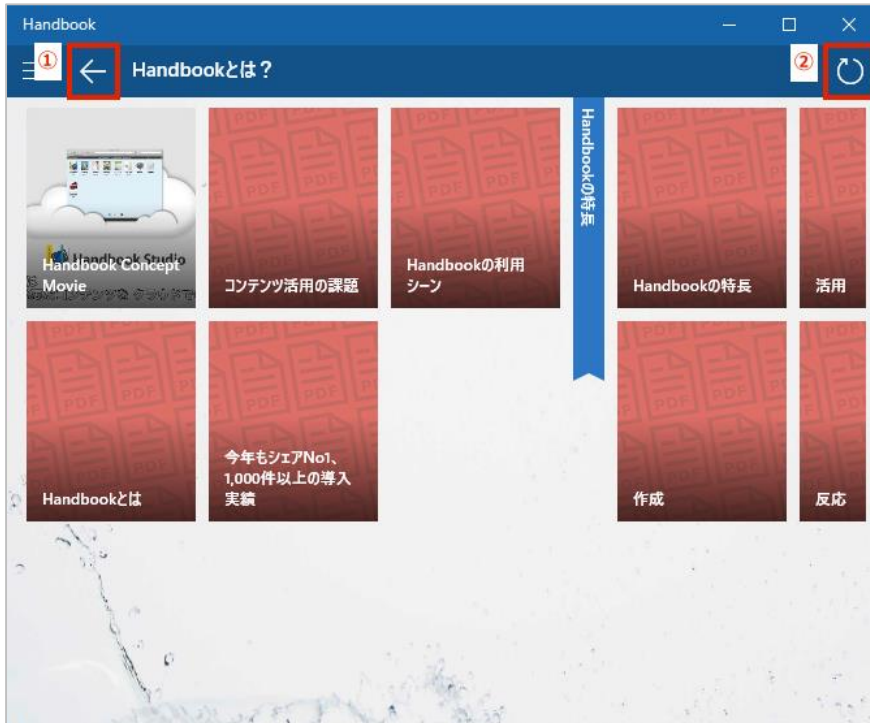 Handbook
①
Handbookとは？
②
Handbook Studio
Handbook Concept
Movie
コンテンツ活用の課題
Handbookの利用
シーン
Handbookの特長
Handbookの特長
活用
Handbookとは
今年もシェアNo1、
1,000件以上の導入
実績
作成
反応
PDF